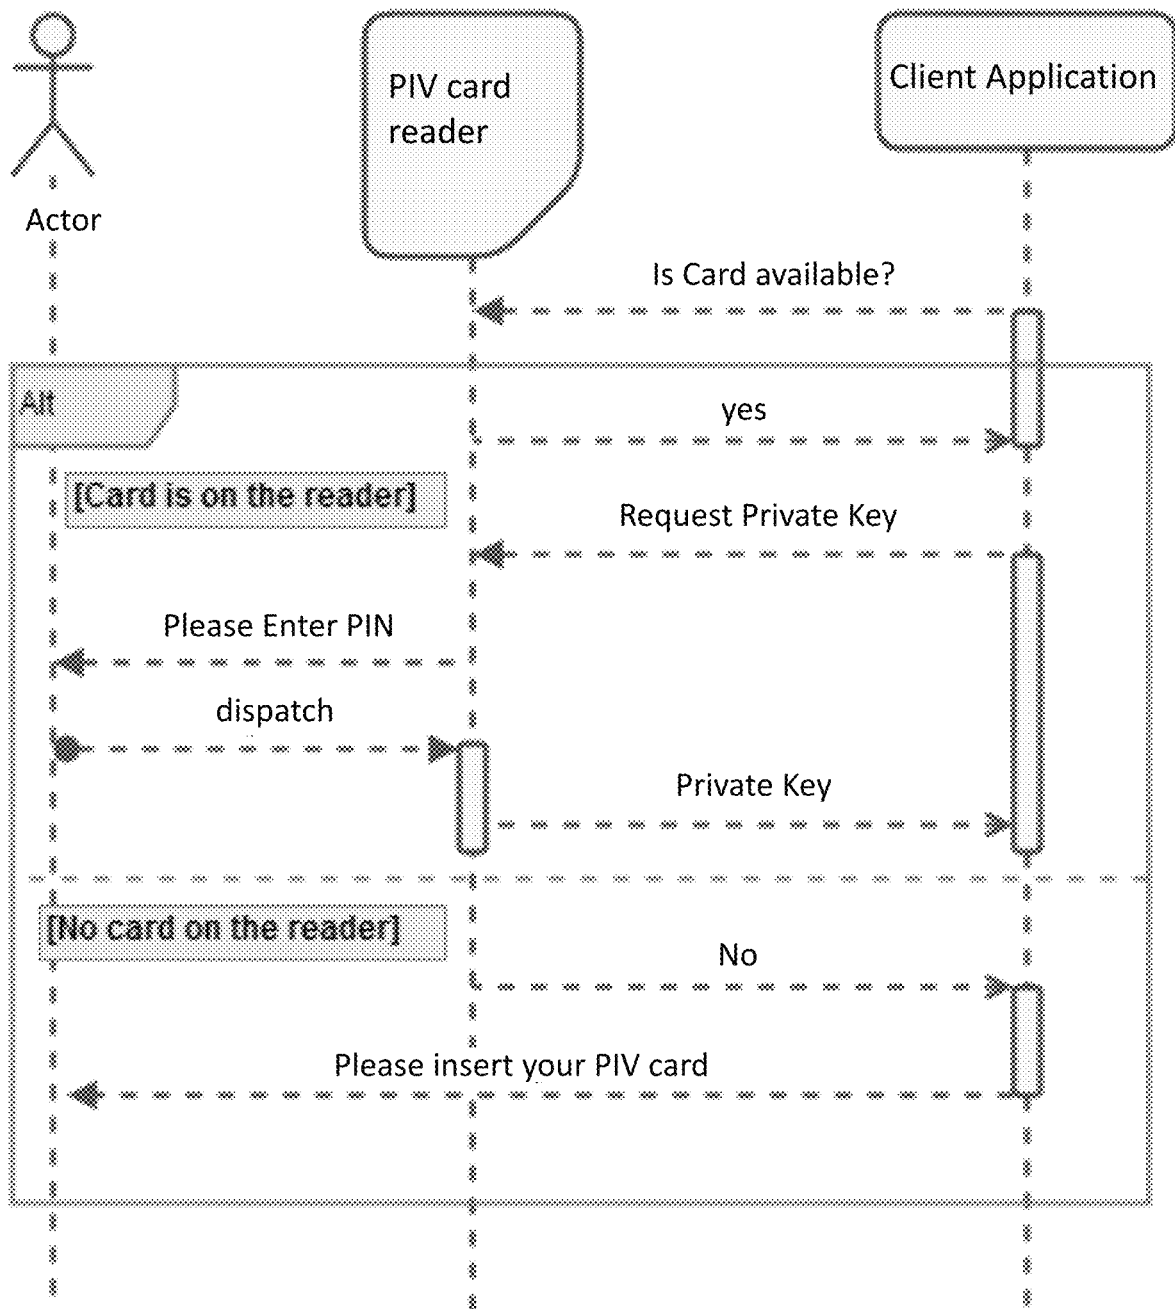 PIV card
reader
Client Application
Actor
Is Card available?
Alt
yes
[Card is on the reader]
Request Private Key
Please Enter PIN
dispatch
Private Key
[No card on the reader]
No
Please insert your PIV card